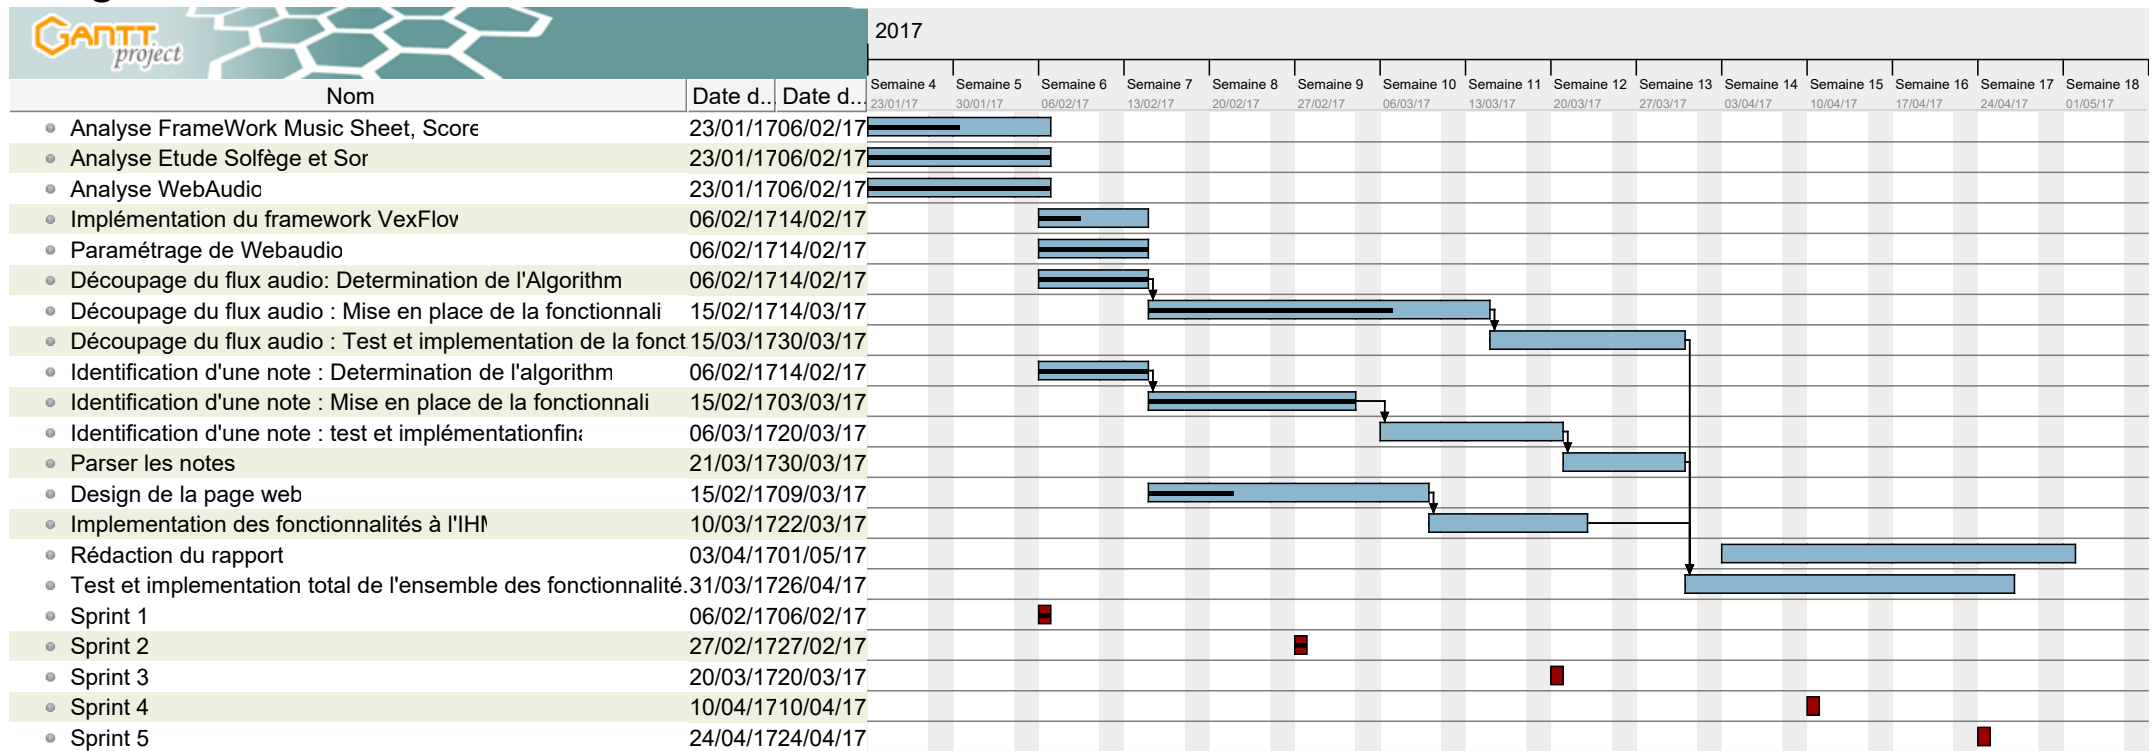 GANTT
project
2017
Nom Date d... Date d...
Semaine 4 Semaine 5 Semaine 6 Semaine 7 Semaine 8 Semaine 9 Semaine 10 Semaine 11 Semaine 12 Semaine 13 Semaine 14 Semaine 15 Semaine 16 Semaine 17 Semaine 18
23/01/17 30/01/17 06/02/17 13/02/17 20/02/17 27/02/17 06/03/17 13/03/17 20/03/17 27/03/17 03/04/17 10/04/17 17/04/17 24/04/17 01/05/17
Analyse FrameWork Music Sheet, Score 23/01/17 06/02/17
Analyse Etude Solfège et Sor 23/01/17 06/02/17
Analyse WebAudio 23/01/17 06/02/17
Implémentation du framework VexFlow 06/02/17 14/02/17
Paramétrage de Webaudio 06/02/17 14/02/17
Découpage du flux audio: Determination de l'Algorithm 06/02/17 14/02/17
Découpage du flux audio : Mise en place de la fonctionnali 15/02/17 14/03/17
Découpage du flux audio : Test et implementation de la fonct 15/03/17 30/03/17
Identification d'une note : Determination de l'algorithm 06/02/17 14/02/17
Identification d'une note : Mise en place de la fonctionnali 15/02/17 03/03/17
Identification d'une note : test et implémentationfina 06/03/17 20/03/17
Parser les notes 21/03/17 30/03/17
Design de la page web 15/02/17 09/03/17
Implementation des fonctionnalités à l'IHM 10/03/17 22/03/17
Rédaction du rapport 03/04/17 01/05/17
Test et implementation total de l'ensemble des fonctionnalité. 31/03/17 26/04/17
Sprint 1 06/02/17 06/02/17
Sprint 2 27/02/17 27/02/17
Sprint 3 20/03/17 20/03/17
Sprint 4 10/04/17 10/04/17
Sprint 5 24/04/17 24/04/17